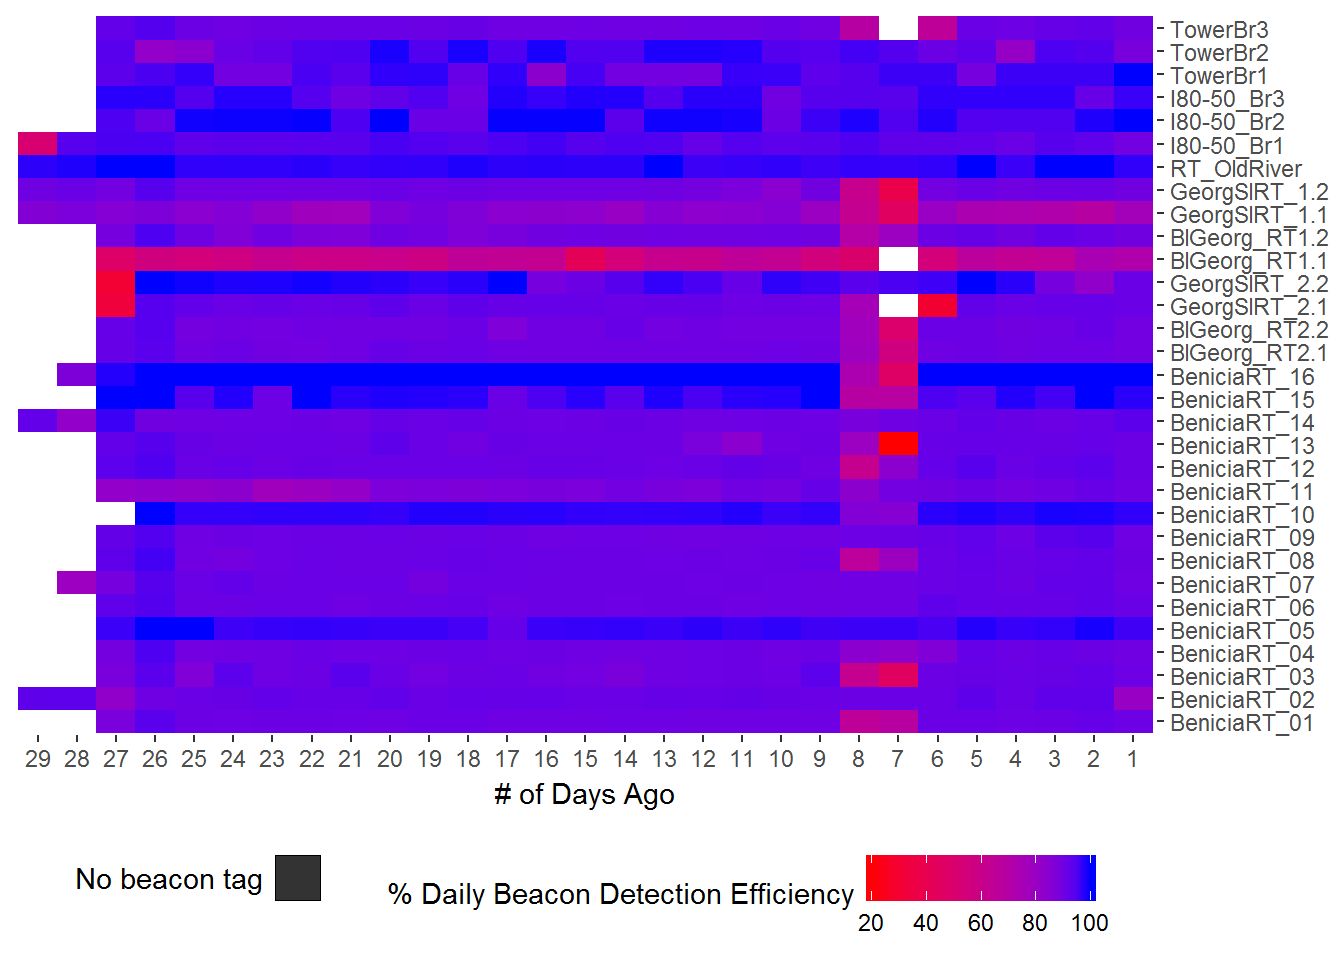 TowerBr3
TowerBr2
TowerBr1
I80-50_Br3
I80-50_Br2
I80-50_Br1
RT_OldRiver
GeorgSlRT_1.2
GeorgSlRT_1.1
BlGeorg_RT1.2
BlGeorg_RT1.1
GeorgSlRT_2.2
GeorgSlRT_2.1
BlGeorg_RT2.2
BlGeorg_RT2.1
BeniciaRT_16
BeniciaRT_15
BeniciaRT_14
BeniciaRT_13
BeniciaRT_12
BeniciaRT_11
BeniciaRT_10
BeniciaRT_09
BeniciaRT_08
BeniciaRT_07
BeniciaRT_06
BeniciaRT_05
BeniciaRT_04
BeniciaRT_03
BeniciaRT_02
BeniciaRT_01
29 28 27 26 25 24 23 22 21 20 19 18 17 16 15 14 13 12 11 10 9 8 7 6 5 4 3 2 1
# of Days Ago
No beacon tag
% Daily Beacon Detection Efficiency
20 40 60 80 100